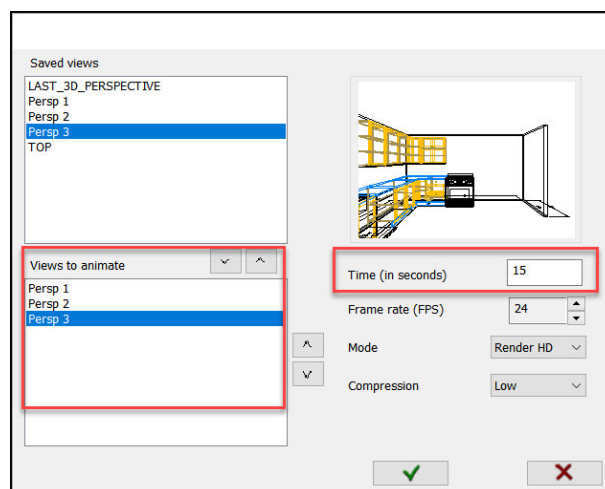 Saved views
LAST_3D_PERSPECTIVE
Persp 1
Persp 2
Persp 3
TOP
Views to animate
Persp 1
Persp 2
Persp 3
Time (in seconds) 15
Frame rate (FPS) 24
Mode Render HD
Compression Low